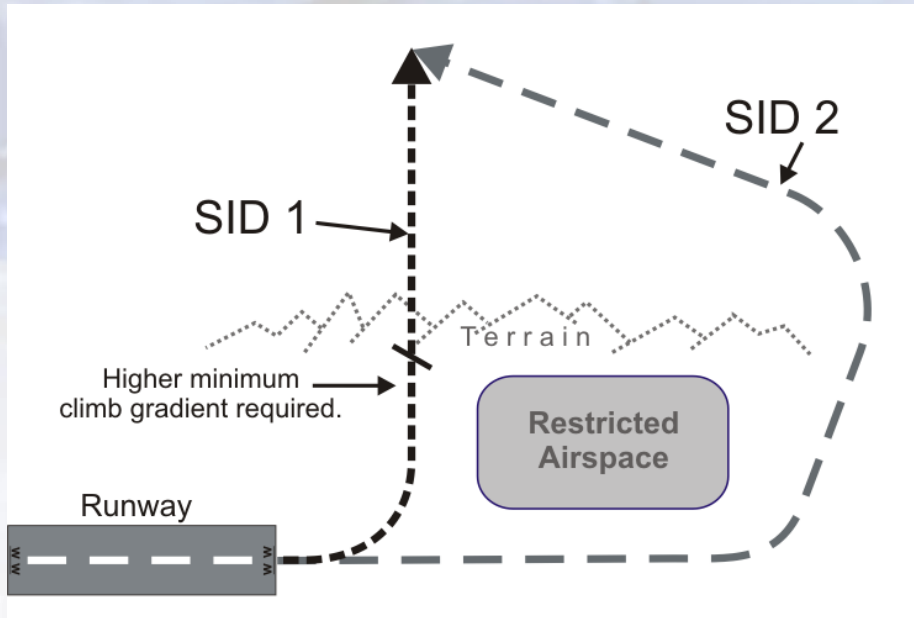 SID 2
SID 1
Terrain
Higher minimum
climb gradient required.
Restricted
Airspace
Runway